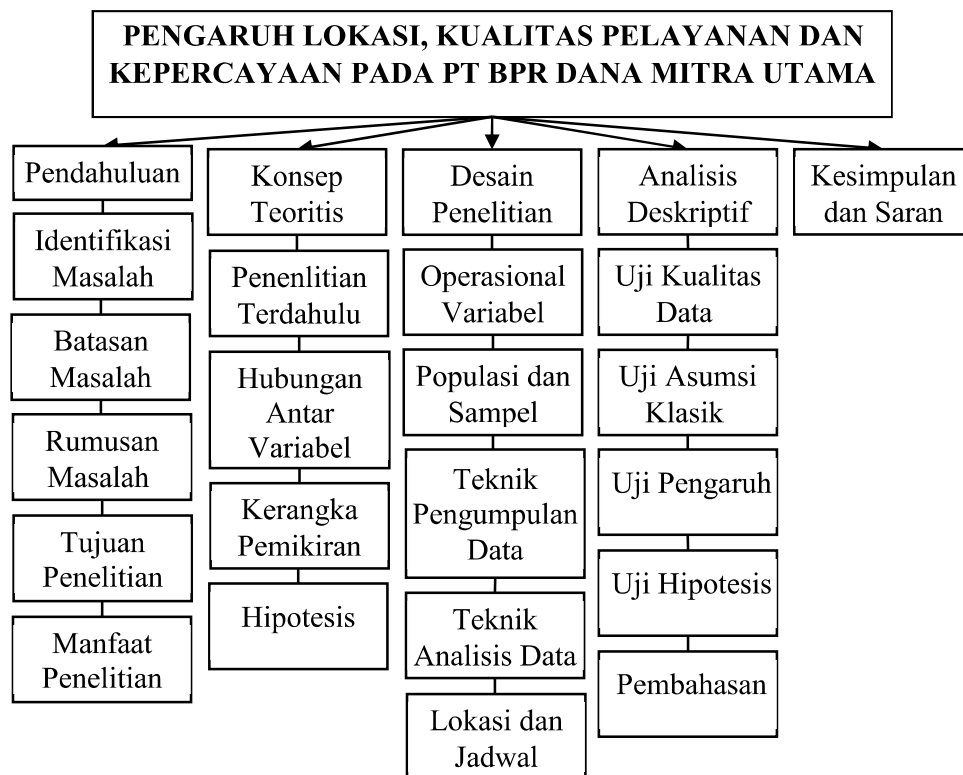 PENGARUH LOKASI, KUALITAS PELAYANAN DAN
KEPERCAYAAN PADA PT BPR DANA MITRA UTAMA
Pendahuluan
Identifikasi
Masalah
Batasan
Masalah
Rumusan
Masalah
Tujuan
Penelitian
Manfaat
Penelitian
Konsep
Teoritis
Penenlitian
Terdahulu
Hubungan
Antar
Variabel
Kerangka
Pemikiran
Hipotesis
Desain
Penelitian
Operasional
Variabel
Populasi dan
Sampel
Teknik
Pengumpulan
Data
Teknik
Analisis Data
Lokasi dan
Jadwal
Analisis
Deskriptif
Uji Kualitas
Data
Uji Asumsi
Klasik
Uji Pengaruh
Uji Hipotesis
Pembahasan
Kesimpulan
dan Saran